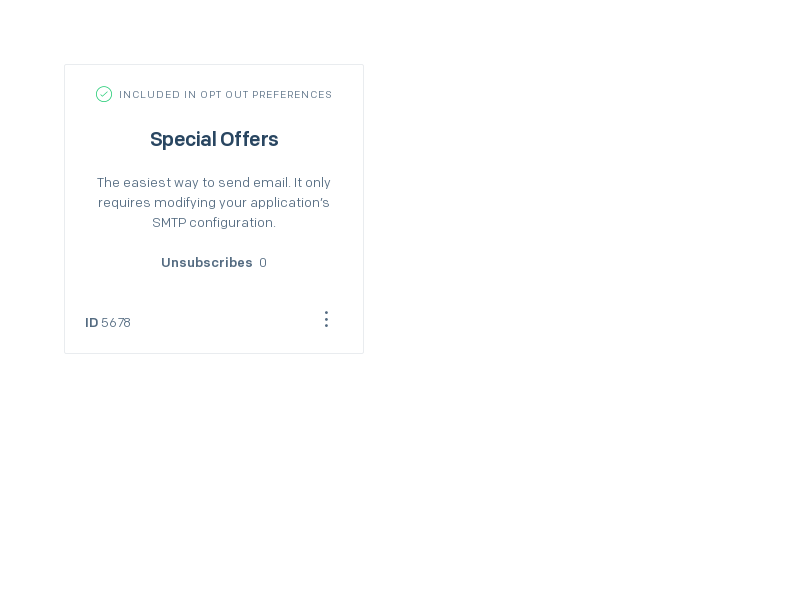 INCLUDED IN OPT OUT PREFERENCES
Special Offers
The easiest way to send email. It only
requires modifying your application's
SMTP configuration.
Unsubscribes 0
ID 5678